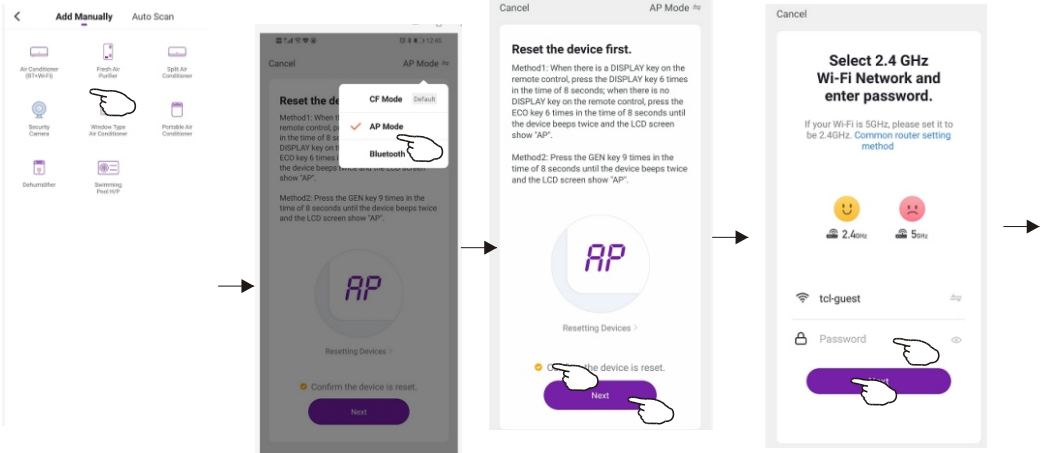 Add Manually Auto Scan
Air Conditioner
(BT+Wi-Fi)
Fresh Air
Purifier
Split Air
Conditioner
Security
Camera
Window Type
Air Conditioner
Portable Air
Conditioner
Dehumidifier
Swimming
Pool H/P
12:45
Cancel AP Mode
CF Mode Default
AP Mode
Bluetooth
Reset the de
Method1: When th
remote control, p
in the time of 8 se
DISPLAY key on t
ECO key 6 times i
the device beeps twice and the LCD screen
show "AP".
Method2: Press the GEN key 9 times in the
time of 8 seconds until the device beeps twice
and the LCD screen show "AP".
AP
Resetting Devices >
Confirm the device is reset.
Next
Cancel AP Mode
Reset the device first.
Method1: When there is a DISPLAY key on the
remote control, press the DISPLAY key 6 times
in the time of 8 seconds; when there is no
DISPLAY key on the remote control, press the
ECO key 6 times in the time of 8 seconds until
the device beeps twice and the LCD screen
show "AP".
Method2: Press the GEN key 9 times in the
time of 8 seconds until the device beeps twice
and the LCD screen show "AP".
AP
Resetting Devices >
the device is reset.
Next
Cancel
Select 2.4 GHz
Wi-Fi Network and
enter password.
If your Wi-Fi is 5GHz, please set it to
be 2.4GHz. Common router setting
method
2.4GHz 5GHz
tcl-guest
Password